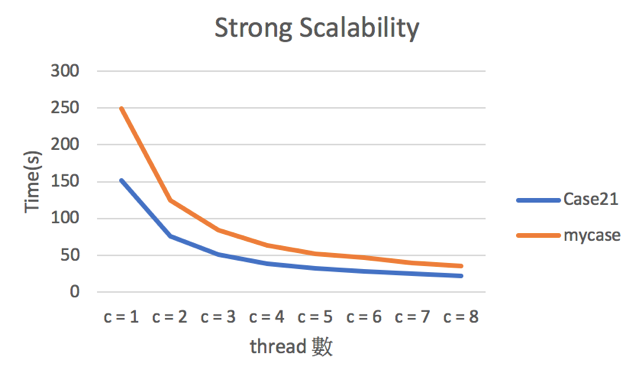 Strong Scalability
300
250
200
150
100
50
0
Time(s)
c = 1 c = 2 c = 3 c = 4 c = 5 c = 6 c = 7 c = 8
thread 數
Case21
mycase